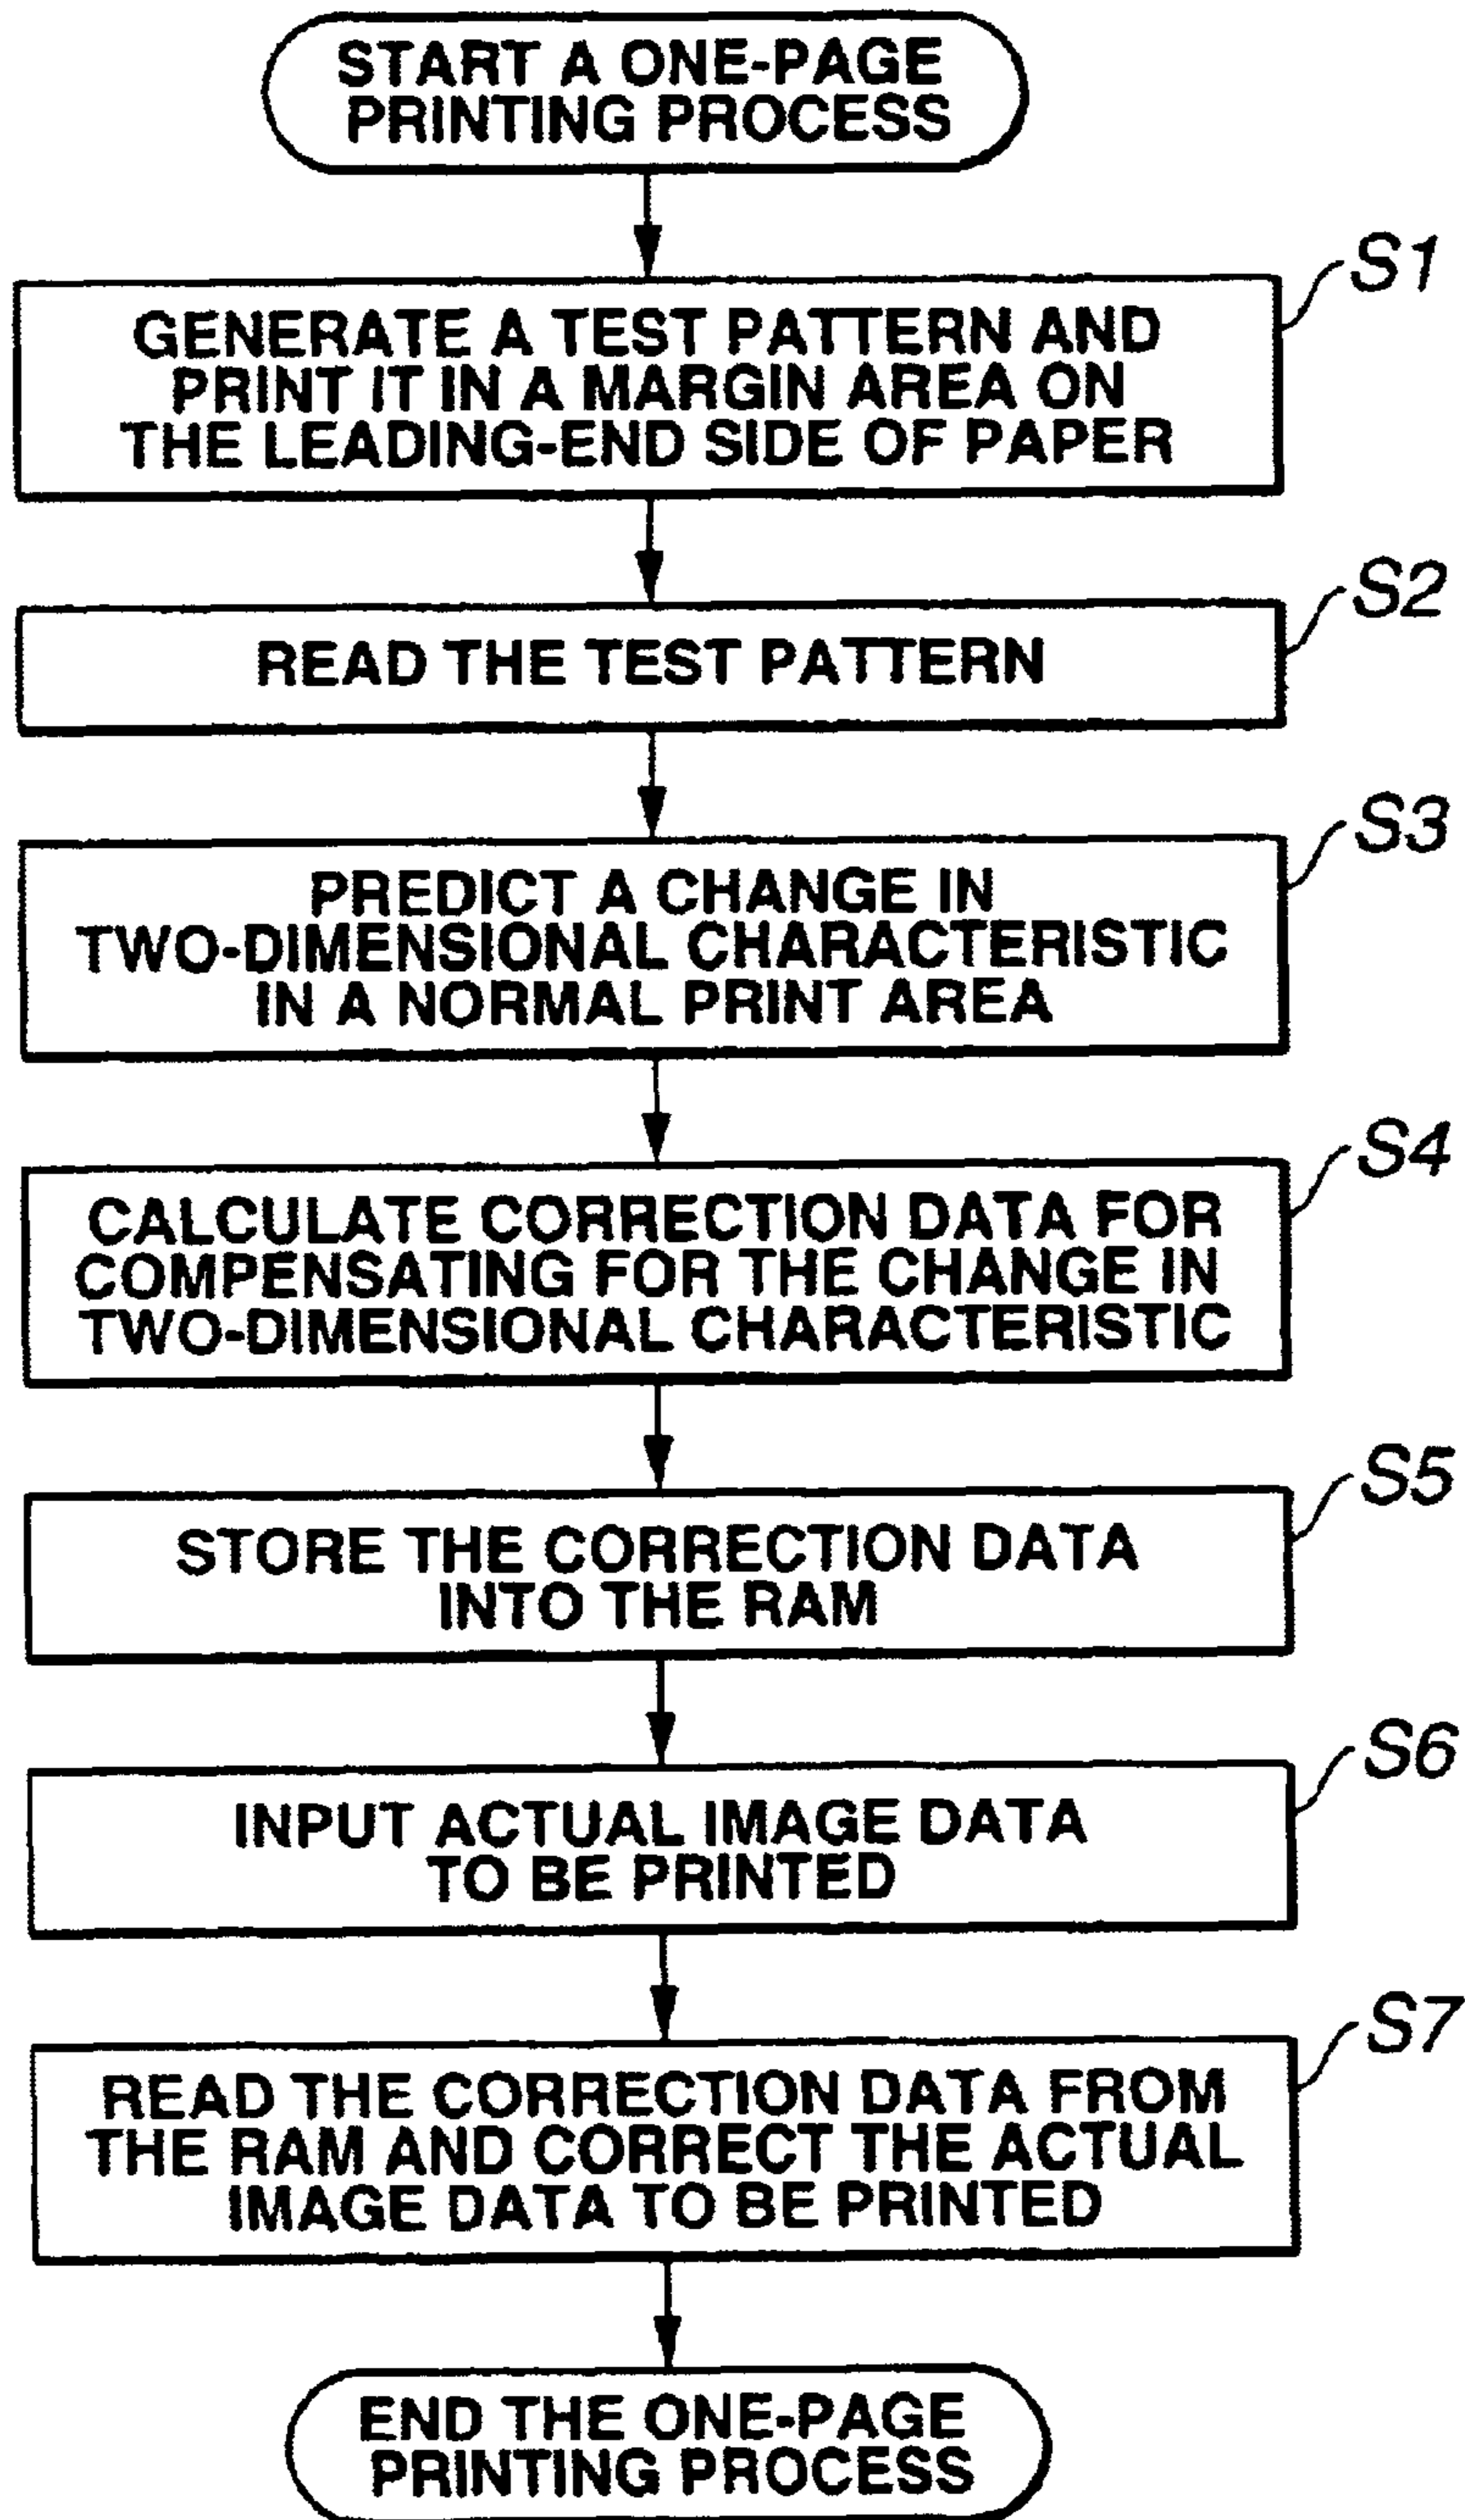 START A ONE-PAGE
PRINTING PROCESS
S1
GENERATE A TEST PATTERN AND
PRINT IT IN A MARGIN AREA ON
THE LEADING-END SIDE OF PAPER
S2
READ THE TEST PATTERN
S3
PREDICT A CHANGE IN
TWO-DIMENSIONAL CHARACTERISTIC
IN A NORMAL PRINT AREA
S4
CALCULATE CORRECTION DATA FOR
COMPENSATING FOR THE CHANGE IN
TWO-DIMENSIONAL CHARACTERISTIC
S5
STORE THE CORRECTION DATA
INTO THE RAM
S6
INPUT ACTUAL IMAGE DATA
TO BE PRINTED
S7
READ THE CORRECTION DATA FROM
THE RAM AND CORRECT THE ACTUAL
IMAGE DATA TO BE PRINTED
END THE ONE-PAGE
PRINTING PROCESS